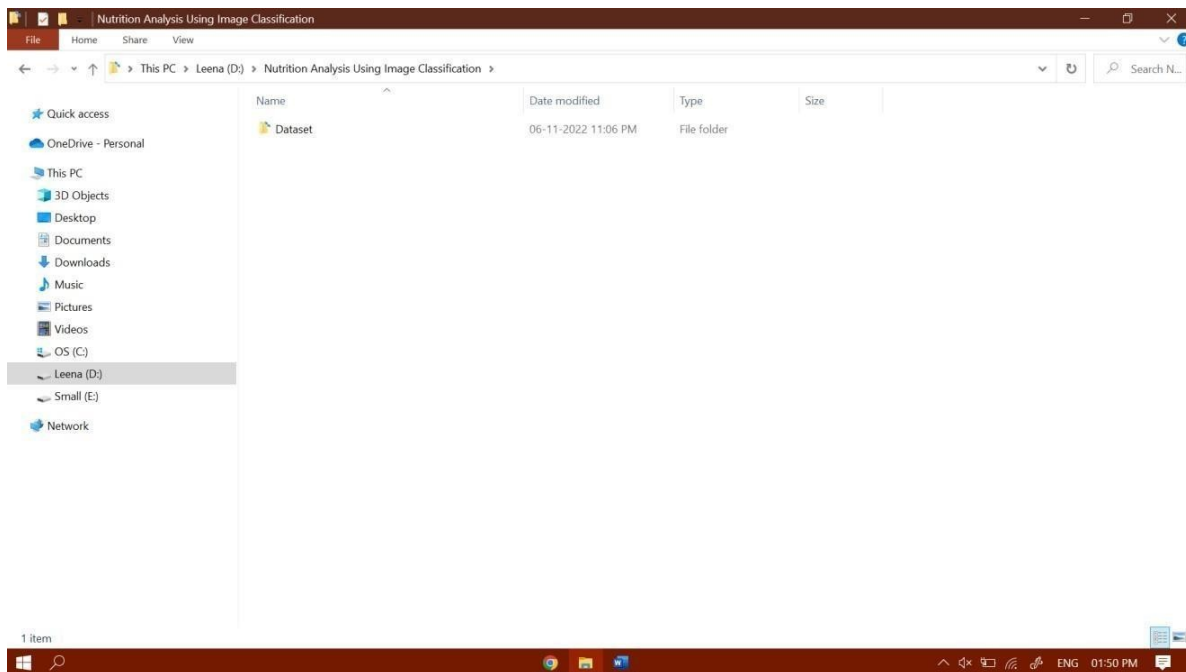 Nutrition Analysis Using Image Classification
File Home Share View
This PC > Leena (D:) > Nutrition Analysis Using Image Classification >
Search N...
Name Date modified Type Size
Dataset 06-11-2022 11:06 PM File folder
Quick access
OneDrive - Personal
This PC
3D Objects
Desktop
Documents
Downloads
Music
Pictures
Videos
OS (C:)
Leena (D:)
Small (E:)
Network
1 item
ENG 01:50 PM